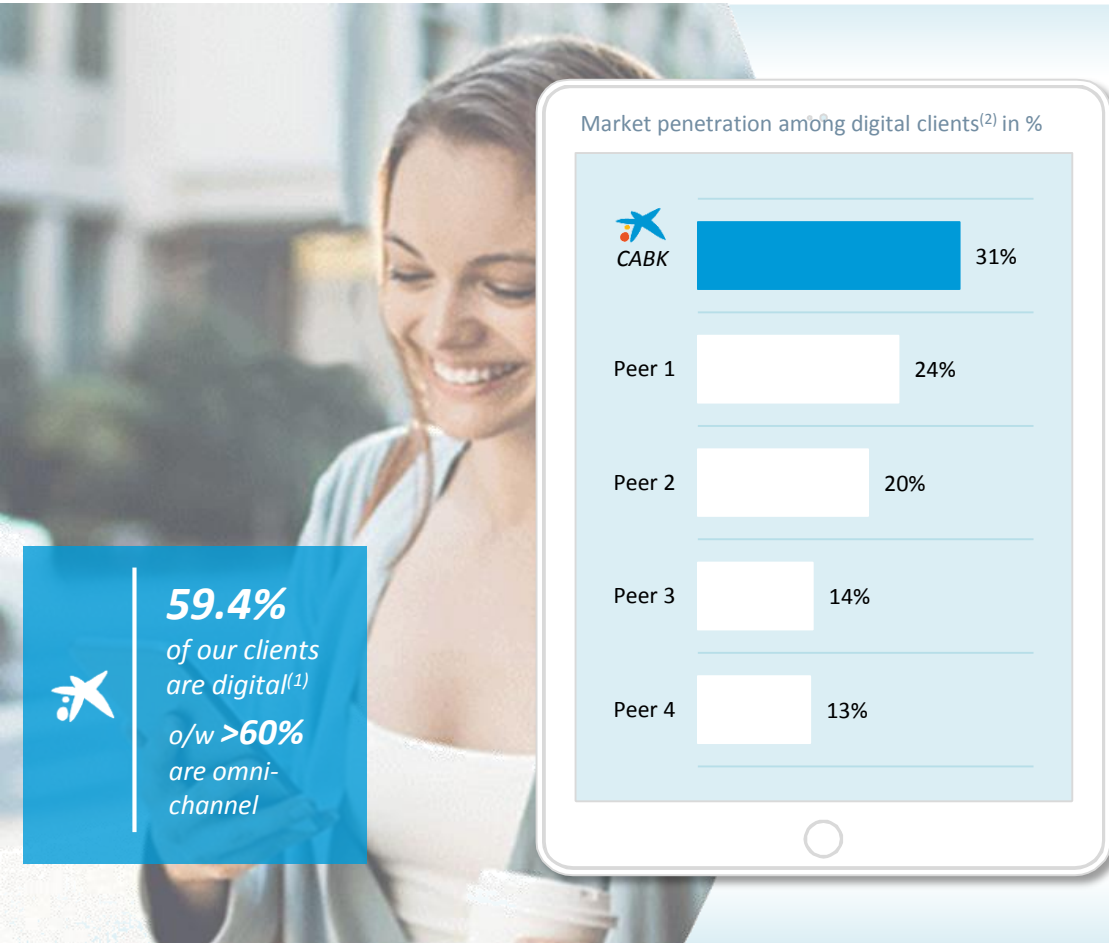 Market penetration among digital clients(2) in %
CABK
31%
Peer 1
24%
Peer 2
20%
Peer 3
14%
Peer 4
13%
59.4%
of our clients
are digital(1)
o/w >60%
are omni-
channel